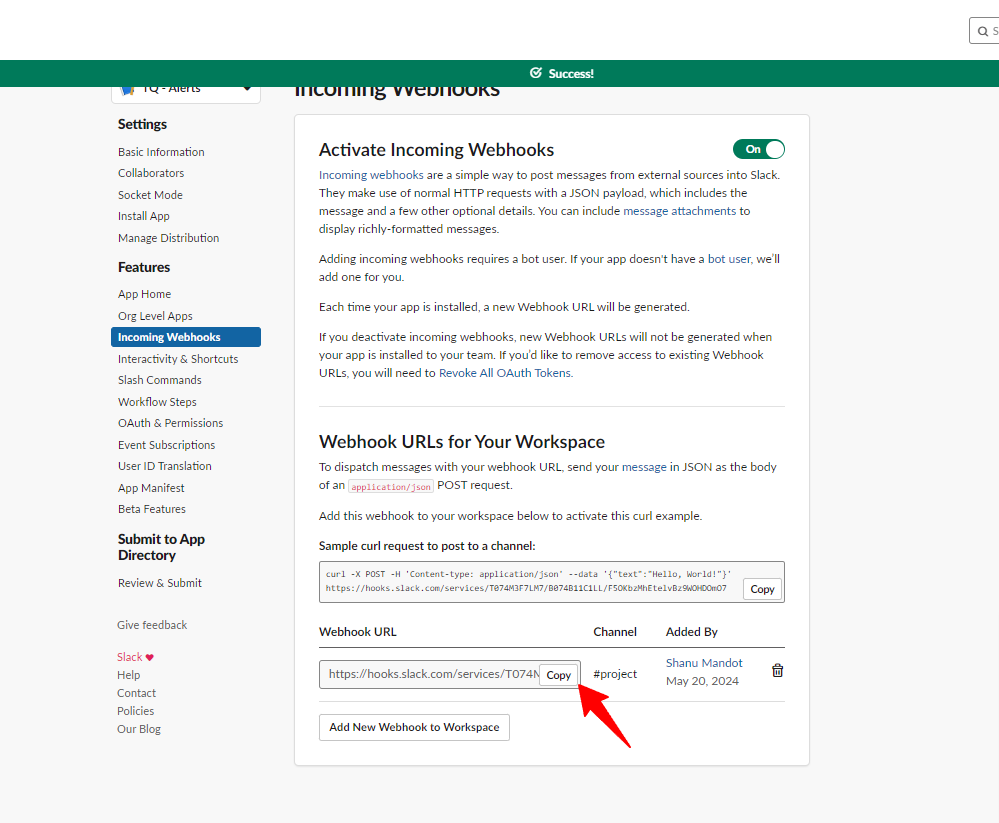 S
Success!
TQ - Alerts
Incoming Webhooks
Settings
Basic Information
Collaborators
Socket Mode
Install App
Manage Distribution
Features
App Home
Org Level Apps
Incoming Webhooks
Interactivity & Shortcuts
Slash Commands
Workflow Steps
OAuth & Permissions
Event Subscriptions
User ID Translation
App Manifest
Beta Features
Submit to App
Directory
Review & Submit
Give feedback
Slack ♥
Help
Contact
Policies
Our Blog
Activate Incoming Webhooks
On
Incoming webhooks are a simple way to post messages from external sources into Slack.
They make use of normal HTTP requests with a JSON payload, which includes the
message and a few other optional details. You can include message attachments to
display richly-formatted messages.
Adding incoming webhooks requires a bot user. If your app doesn't have a bot user, we'll
add one for you.
Each time your app is installed, a new Webhook URL will be generated.
If you deactivate incoming webhooks, new Webhook URLs will not be generated when
your app is installed to your team. If you'd like to remove access to existing Webhook
URLs, you will need to Revoke All OAuth Tokens.
Webhook URLs for Your Workspace
To dispatch messages with your webhook URL, send your message in JSON as the body
of an application/json POST request.
Add this webhook to your workspace below to activate this curl example.
Sample curl request to post to a channel:
curl -X POST -H 'Content-type: application/json' --data '{"text":"Hello, World!"}'
https://hooks.slack.com/services/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
Copy
Webhook URL Channel Added By
https://hooks.slack.com/services/T074M Copy #project Shanu Mandot
May 20, 2024
Add New Webhook to Workspace